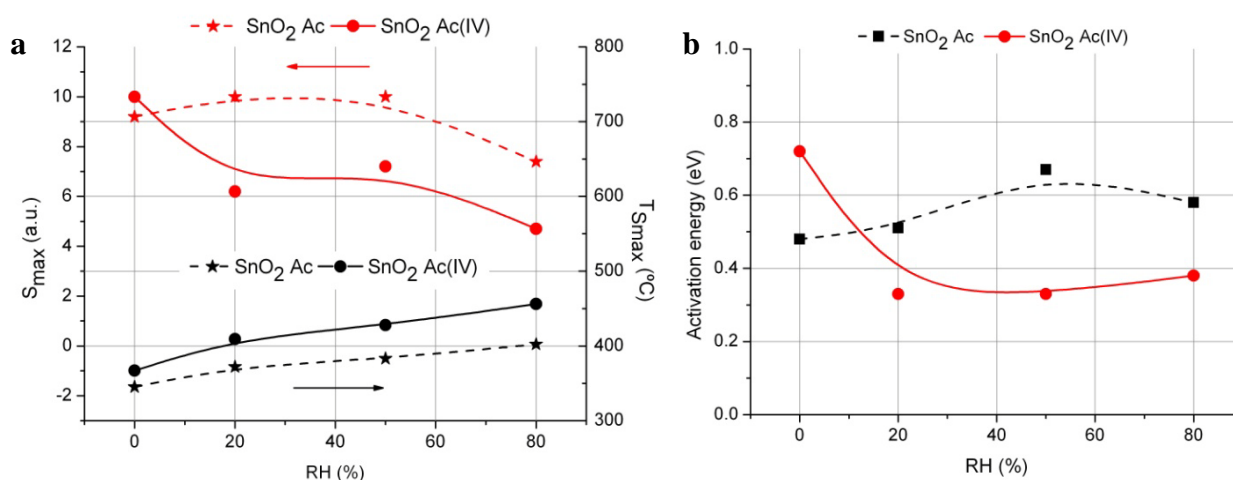 a
SnO2 Ac SnO2 Ac(IV)
12
10
8
6
4
2
0
-2
Smax (a.u.)
800
700
600
500
400
300
TSmax (ºC)
SnO2 Ac SnO2 Ac(IV)
0 20 40 60 80
RH (%)
b
SnO2 Ac SnO2 Ac(IV)
1.0
0.8
0.6
0.4
0.2
0.0
Activation energy (eV)
0 20 40 60 80
RH (%)